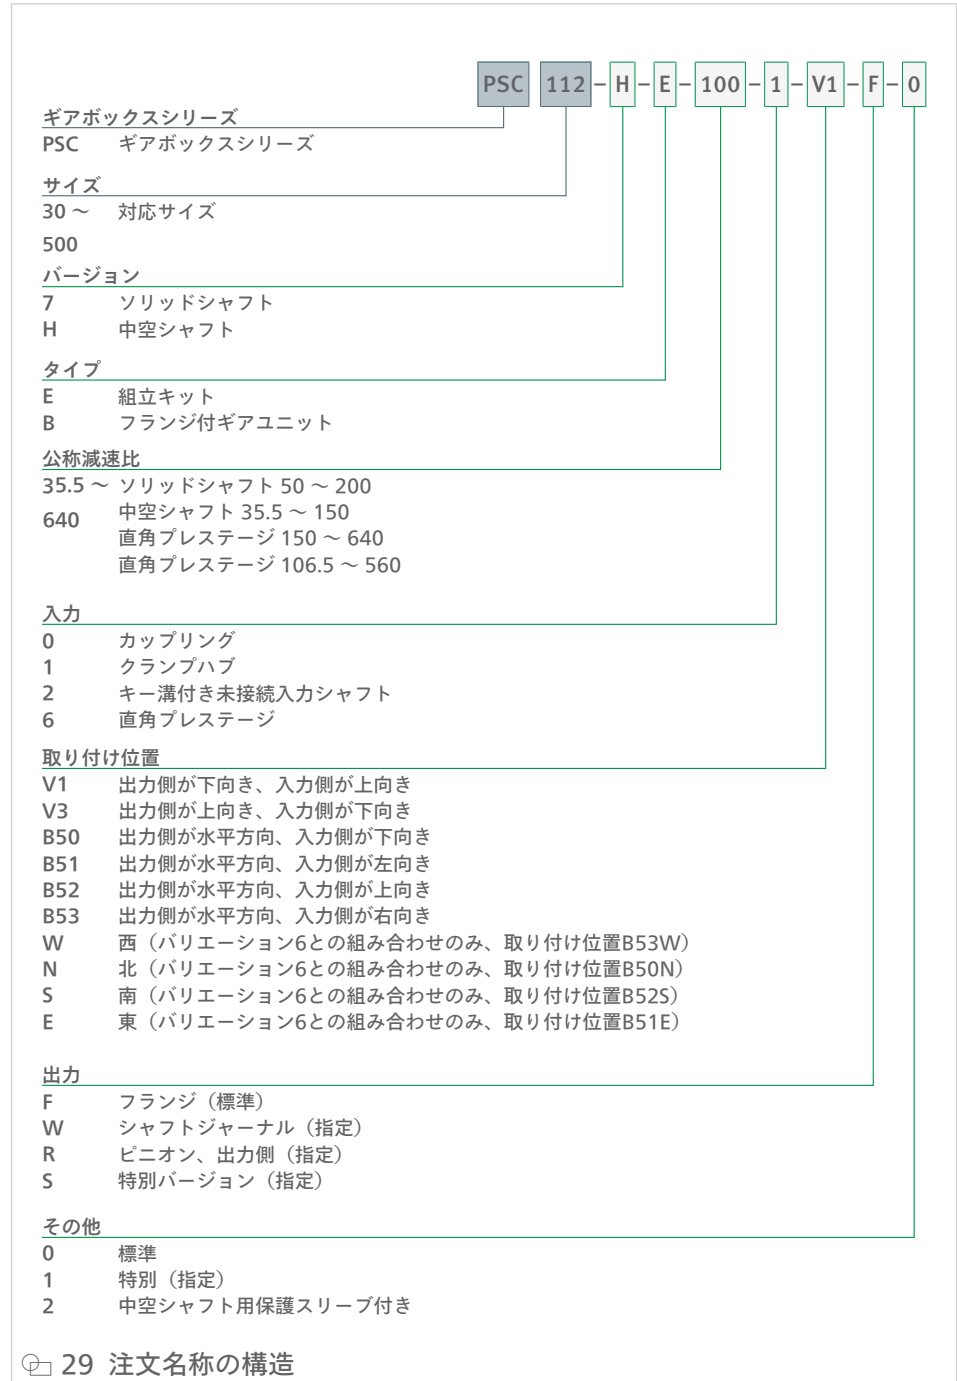 PSC 112 – H – E – 100 – 1 – V1 – F – 0
ギアボックスシリーズ
PSC ギアボックスシリーズ
サイズ
30 ～ 対応サイズ
500
バージョン
7 ソリッドシャフト
H 中空シャフト
タイプ
E 組立キット
B フランジ付ギアユニット
公称減速比
35.5 ～ ソリッドシャフト 50 ～ 200
640 中空シャフト 35.5 ～ 150
直角プレステージ 150 ～ 640
直角プレステージ 106.5 ～ 560
入力
0 カップリング
1 クランプハブ
2 キー溝付き未接続入力シャフト
6 直角プレステージ
取り付け位置
V1 出力側が下向き、入力側が上向き
V3 出力側が上向き、入力側が下向き
B50 出力側が水平方向、入力側が下向き
B51 出力側が水平方向、入力側が左向き
B52 出力側が水平方向、入力側が上向き
B53 出力側が水平方向、入力側が右向き
W 西（バリエーション6との組み合わせのみ、取り付け位置B53W）
N 北（バリエーション6との組み合わせのみ、取り付け位置B50N）
S 南（バリエーション6との組み合わせのみ、取り付け位置B52S）
E 東（バリエーション6との組み合わせのみ、取り付け位置B51E）
出力
F フランジ（標準）
W シャフトジャーナル（指定）
R ピニオン、出力側（指定）
S 特別バージョン（指定）
その他
0 標準
1 特別（指定）
2 中空シャフト用保護スリーブ付き
29 注文名称の構造